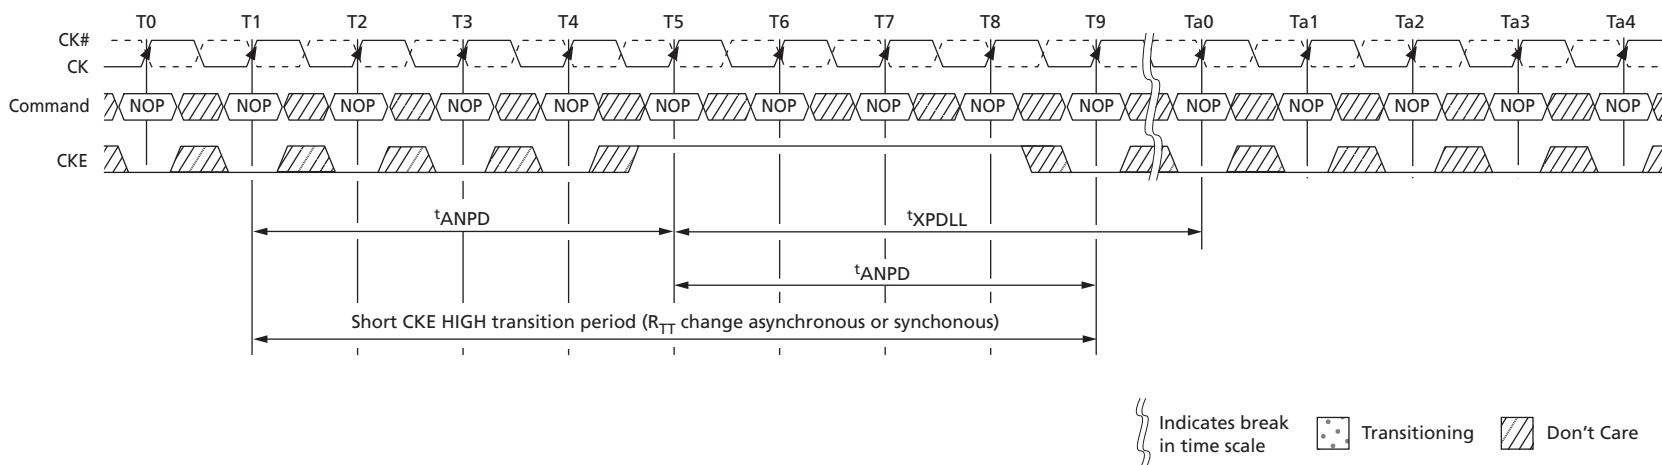 T0 T1 T2 T3 T4 T5 T6 T7 T8 T9 Ta0 Ta1 Ta2 Ta3 Ta4
CK#
CK
Command NOP NOP NOP NOP NOP NOP NOP NOP NOP NOP NOP NOP NOP NOP NOP
CKE
tANPD tXPDLL
tANPD
Short CKE HIGH transition period (RTT change asynchronous or synchonous)
Indicates break
in time scale
Transitioning
Don't Care